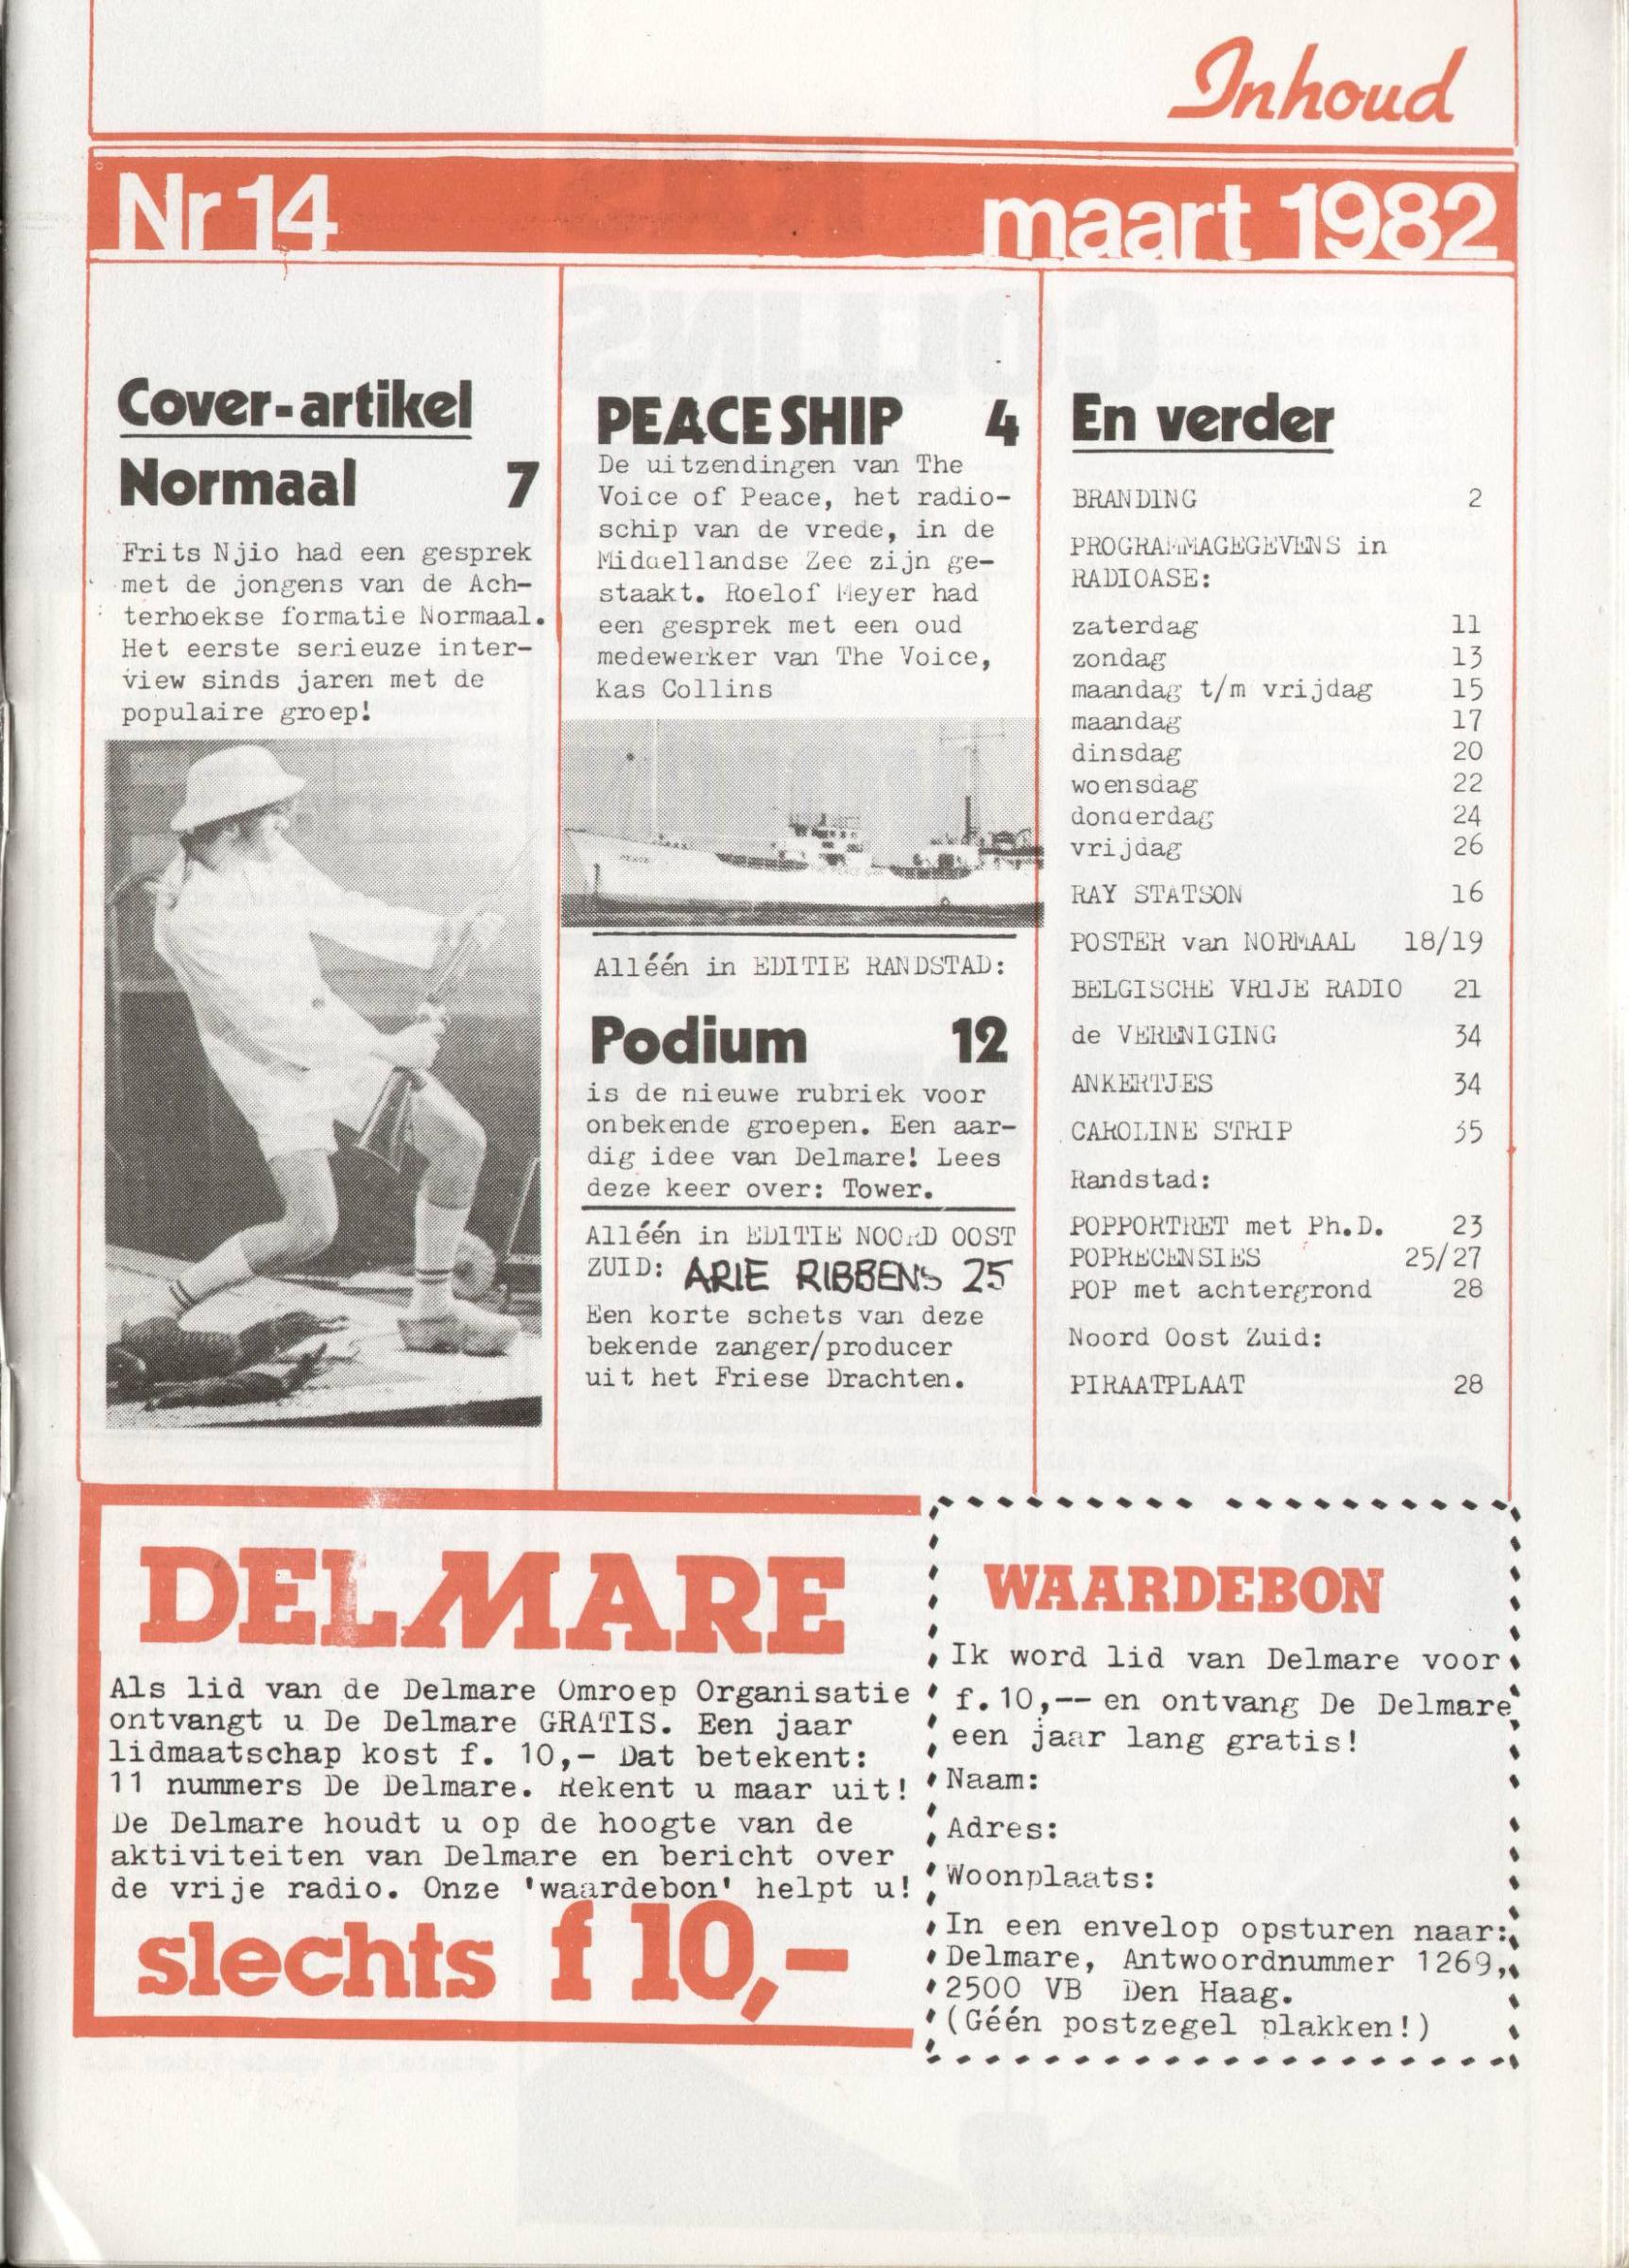 Inhoud
Nr 14 maart 1982
Cover-artikel
Normaal 7
Frits Njio had een gesprek
met de jongens van de Ach-
terhoekse formatie Normaal.
Het eerste serieuze inter-
view sinds jaren met de
populaire groep!
PEACE SHIP 4
De uitzendingen van The
Voice of Peace, het radio-
schip van de vrede, in de
Middellandse Zee zijn ge-
staakt. Roelof Meyer had
een gesprek met een oud
medewerker van The Voice,
Kas Collins
Alléén in EDITIE RANDSTAD:
Podium 12
is de nieuwe rubriek voor
onbekende groepen. Een aar-
dig idee van Delmare! Lees
deze keer over: Tower.
Alléén in EDITIE NOORD OOST
ZUID: ARIE RIBBENS 25
Een korte schets van deze
bekende zanger/producer
uit het Friese Drachten.
En verder
BRANDING 2
PROGRAMMAGEGEVENS in
RADIOASE:
zaterdag 11
zondag 13
maandag t/m vrijdag 15
maandag 17
dinsdag 20
woensdag 22
donderdag 24
vrijdag 26
RAY STATSON 16
POSTER van NORMAAL 18/19
BELGISCHE VRIJE RADIO 21
de VERENIGING 34
ANKERTJES 34
CAROLINE STRIP 35
Randstad:
POPPORTRET met Ph.D. 23
POPRECENSIES 25/27
POP met achtergrond 28
Noord Oost Zuid:
PIRAATPLAAT 28
DELMARE
Als lid van de Delmare Omroep Organisatie
ontvangt u De Delmare GRATIS. Een jaar
lidmaatschap kost f. 10,- Dat betekent:
11 nummers De Delmare. Rekent u maar uit!
De Delmare houdt u op de hoogte van de
aktiviteiten van Delmare en bericht over
de vrije radio. Onze 'waardebon' helpt u!
slechts f 10,-
WAARDEBON
Ik word lid van Delmare voor
f.10,-- en ontvang De Delmare
een jaar lang gratis!
Naam:
Adres:
Woonplaats:
In een envelop opsturen naar:
Delmare, Antwoordnummer 1269,
2500 VB Den Haag.
(Géén postzegel plakken!)